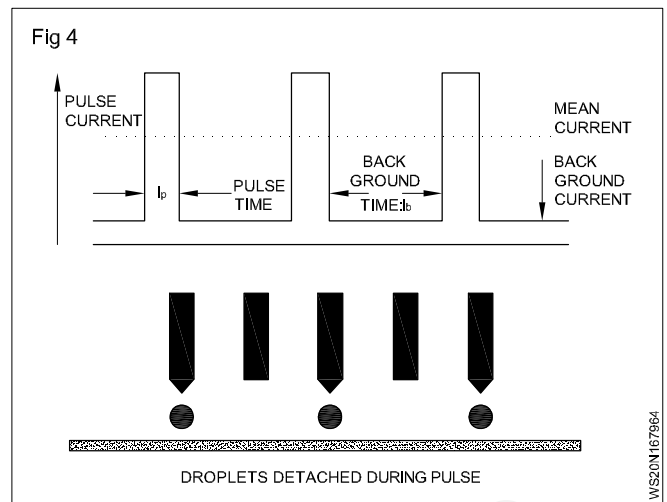 Fig 4
PULSE
CURRENT
MEAN
CURRENT
Ip
PULSE
TIME
BACK
GROUND
TIME:Ib
BACK
GROUND
CURRENT
DROPLETS DETACHED DURING PULSE
WS20N167964